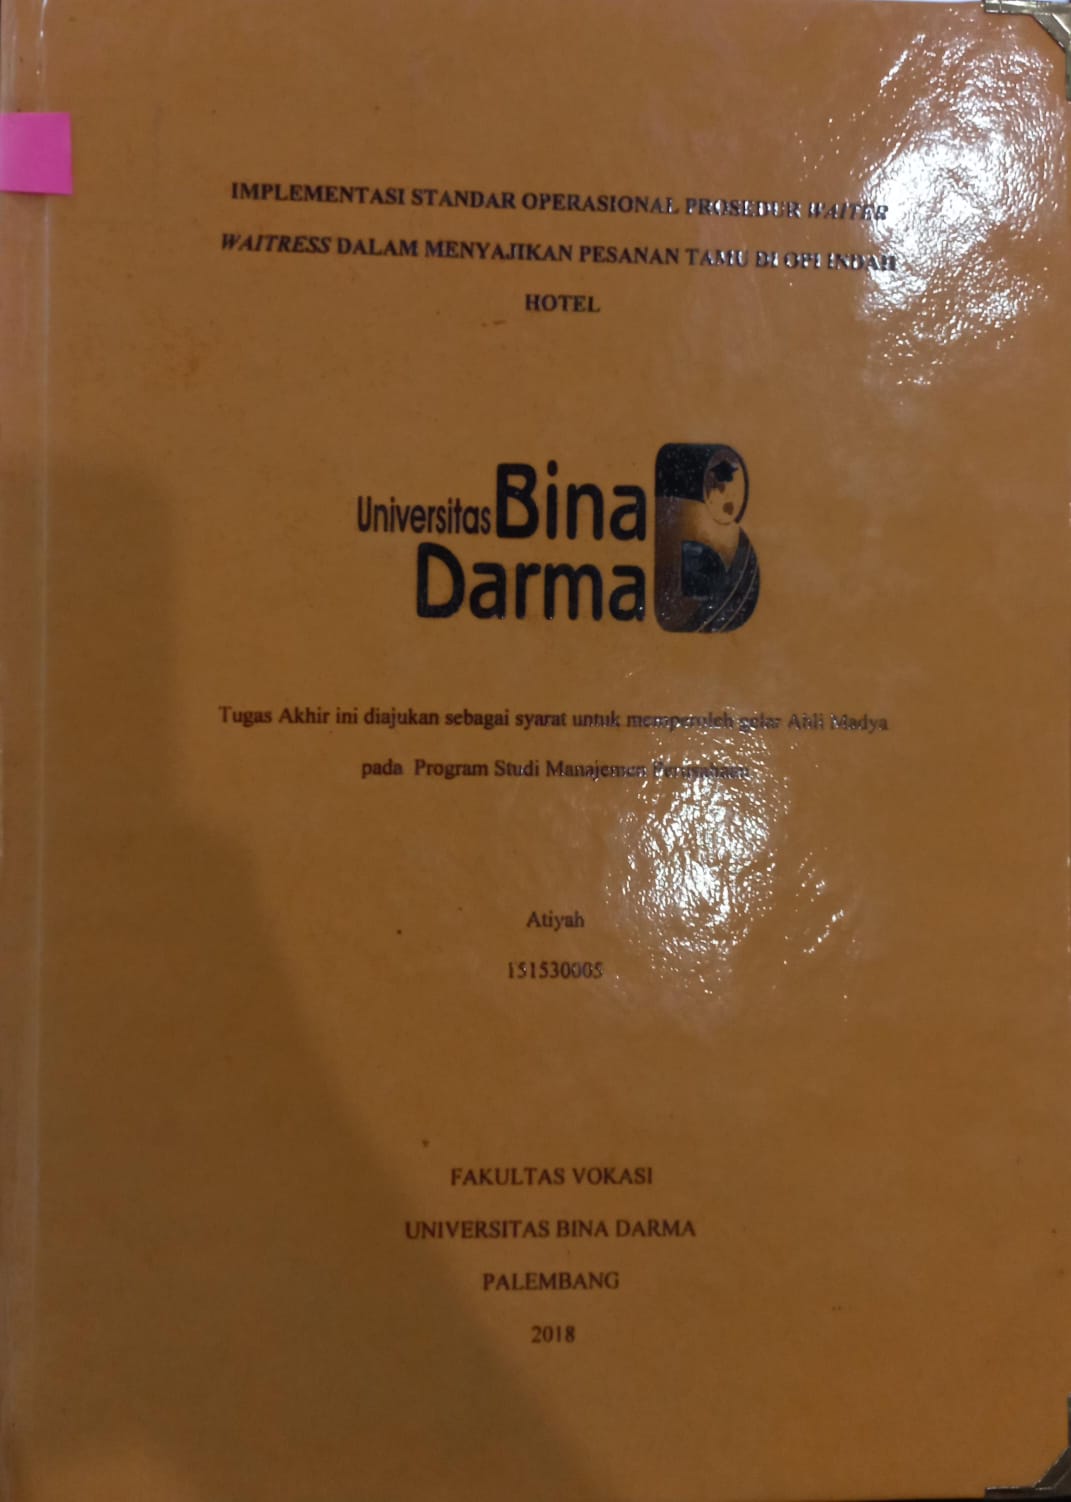 IMPLEMENTASI STANDAR OPERASIONAL PROSEDUR WAITER
WAITRESS DALAM MENYAJIKAN PESANAN TAMU DI OPI INDAH
HOTEL
Universitas Bina
Darma
Tugas Akhir ini diajukan sebagai syarat untuk memperoleh gelar Ahli Madya
pada Program Studi Manajemen Perusahaan
Atiyah
151530005
FAKULTAS VOKASI
UNIVERSITAS BINA DARMA
PALEMBANG
2018